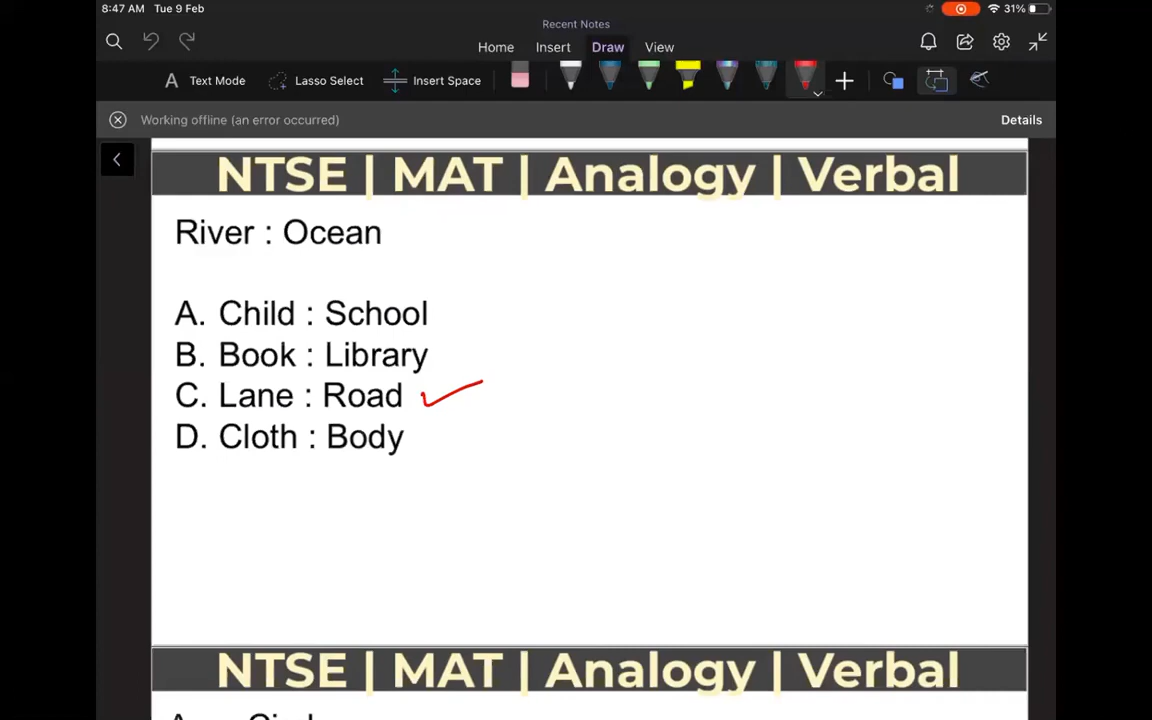 8:47 AM Tue 9 Feb
31%
Recent Notes
Home Insert Draw View
Text Mode Lasso Select Insert Space
Working offline (an error occurred) Details
NTSE | MAT | Analogy | Verbal
River : Ocean
A. Child : School
B. Book : Library
C. Lane : Road
D. Cloth : Body
NTSE | MAT | Analogy | Verbal